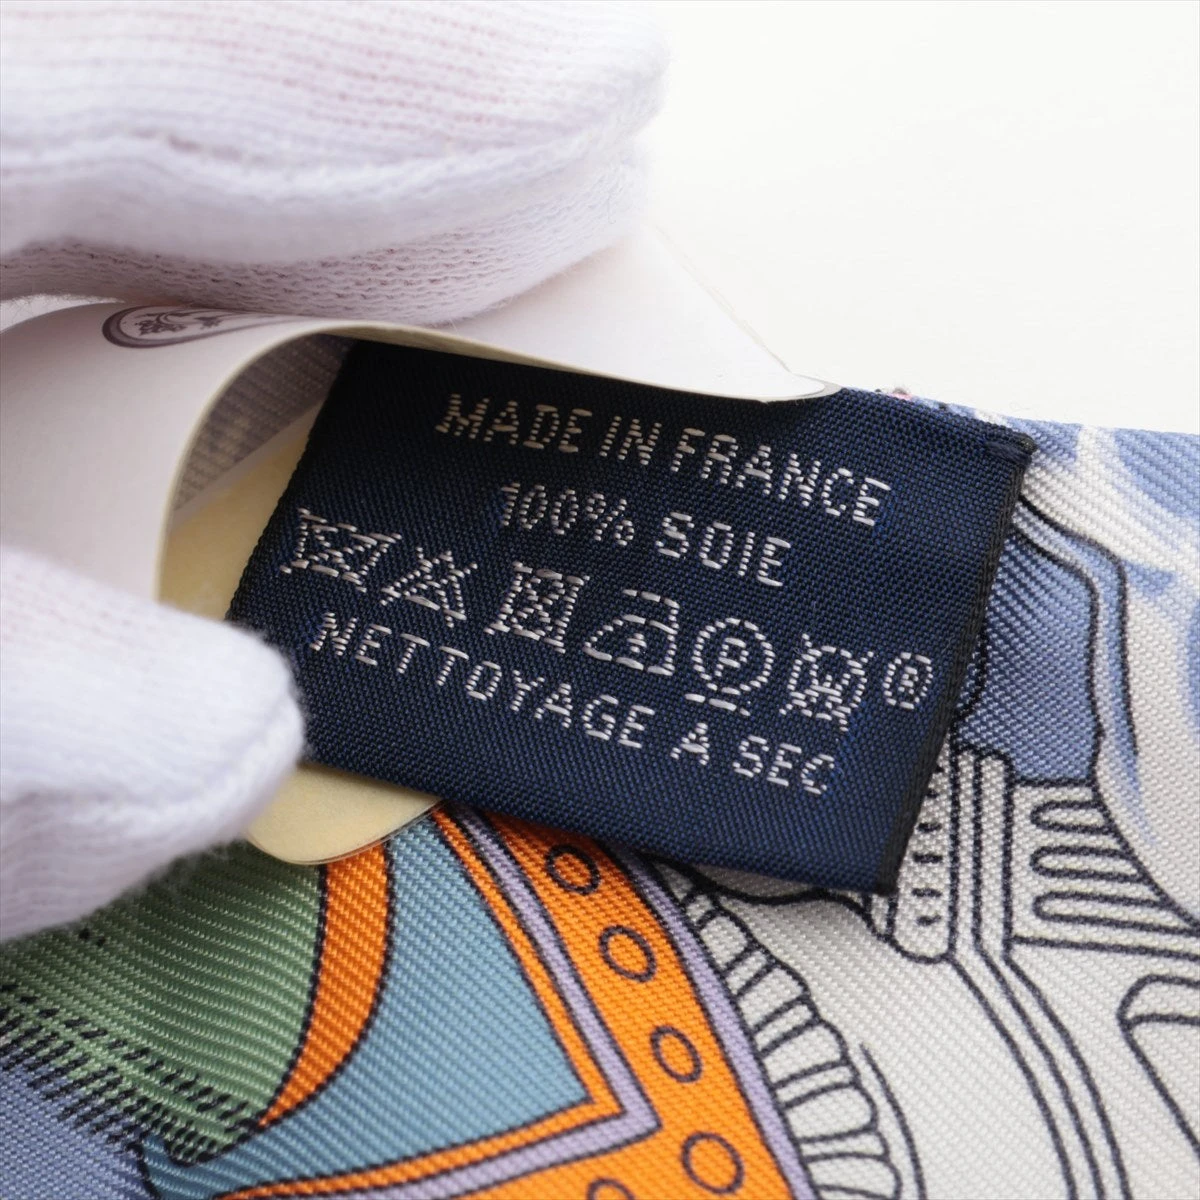 MADE IN FRANCE
100% SOIE
P F ®
NETTOYAGE A SEC